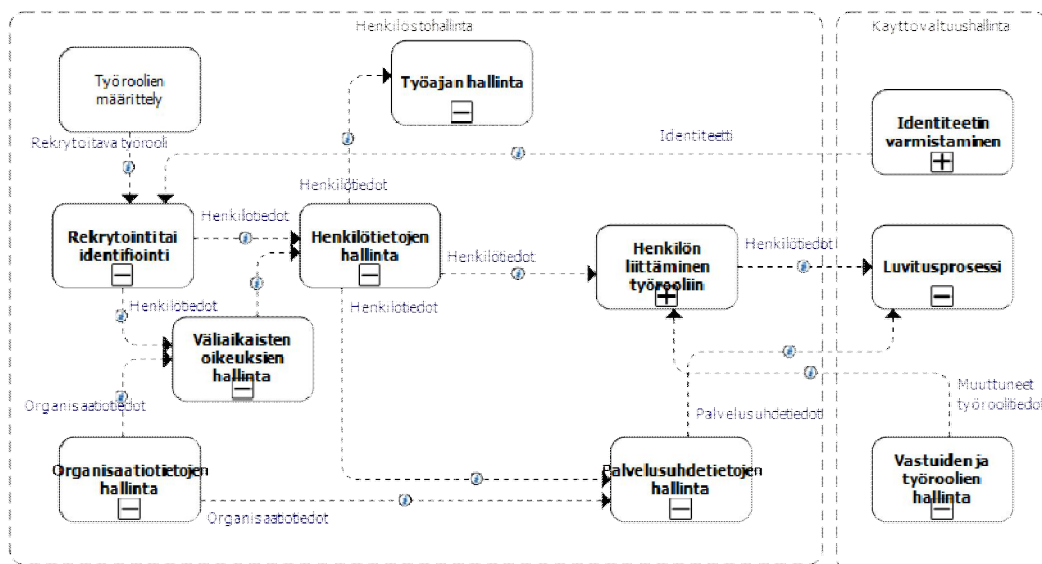 Henkilostohallinta
Kayttovaltuushallinta
Työroolien
määrittely
Työajan hallinta
Identiteetin
varmistaminen
Rekrytoitava työrooli
Identiteetti
Henkilötiedot
Rekrytointi tai
identifiointi
Henkilötiedot
Henkilötietojen
hallinta
Henkilötiedot
Henkilön
liittäminen
työrooliin
Henkilötiedot
Luvitusprosessi
Henkilötiedot
Henkilötiedot
Väliaikaisten
oikeuksien
hallinta
Organisaatiotiedot
Palvelusuhdetiedot
Muuttuneet
työroolitiedot
Organisaatiotietojen
hallinta
Organisaatiotiedot
Palvelusuhdetietojen
hallinta
Vastuiden ja
työroolien
hallinta